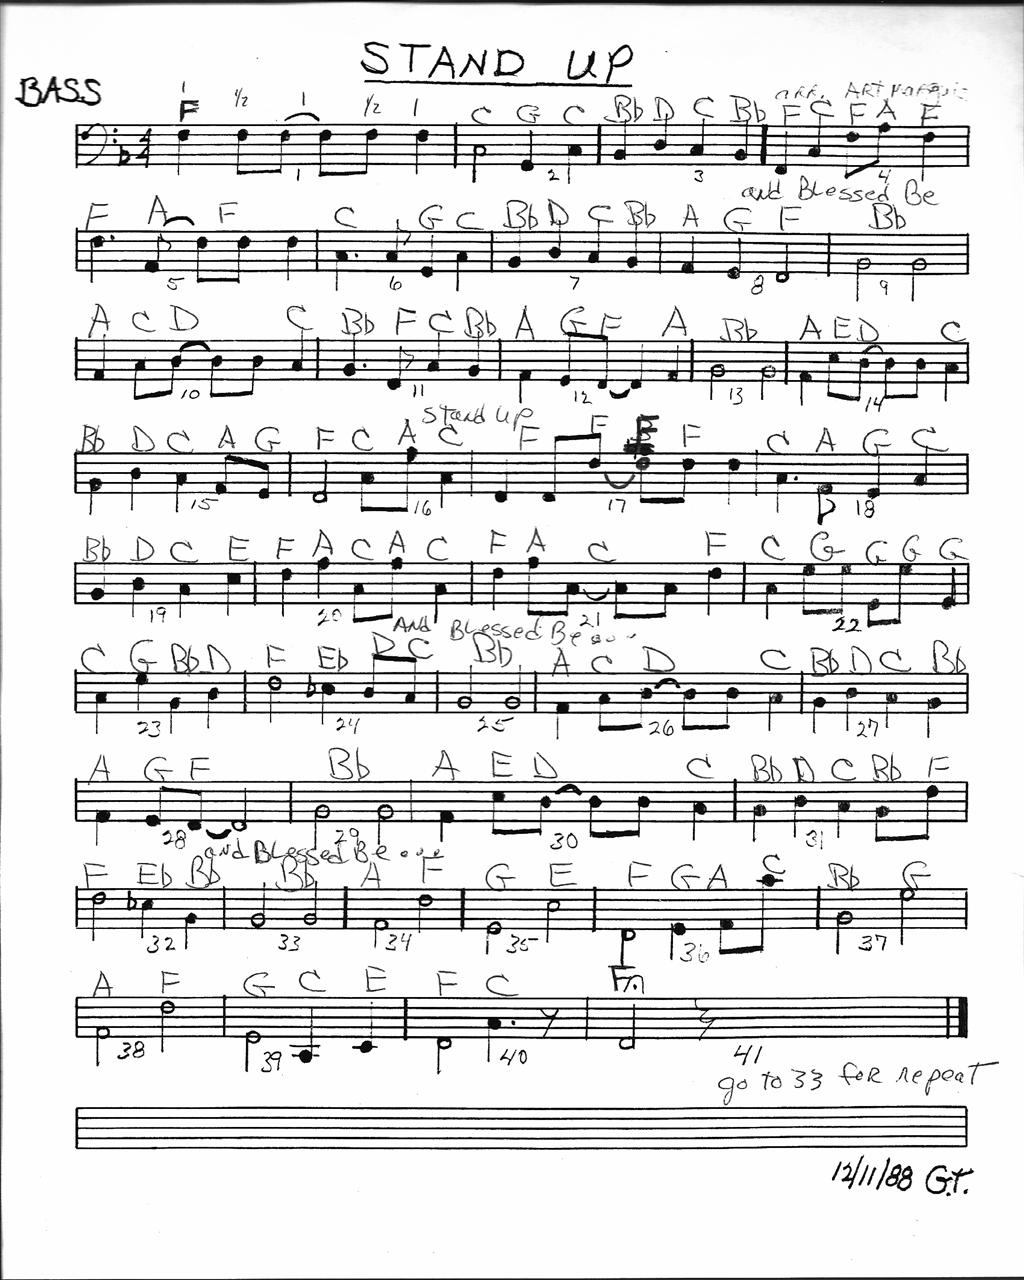 STAND UP
BASS
arr. ART
1 1/2 1 1/2 1
F C G C Bb D C Bb F C F A E
4
4
1 2 3 4
and Blessed Be
F A F C G C Bb D C Bb A G F Bb
5 6 7 8 9
A C D C Bb F C Bb A G F A Bb A E D C
10 11 12 13 14
Stand UP
Bb D C A G F C A C F F F F C A G C
15 16 17 18
Bb D C E F A C A C F A C F C G G G G
19 20 21 22
AND Blessed Be...
C G Bb D F Eb D C Bb A C D C Bb D C Bb
23 24 25 26 27
A G F Bb A E D C Bb D C Bb F
28 29 30 31
and Blessed Be...
F Eb Bb Bb A F G E F G A C Bb G
32 33 34 35 36 37
A F G C E F C F
38 39 40 41
go to 33 for repeat
12/11/88 G.T.